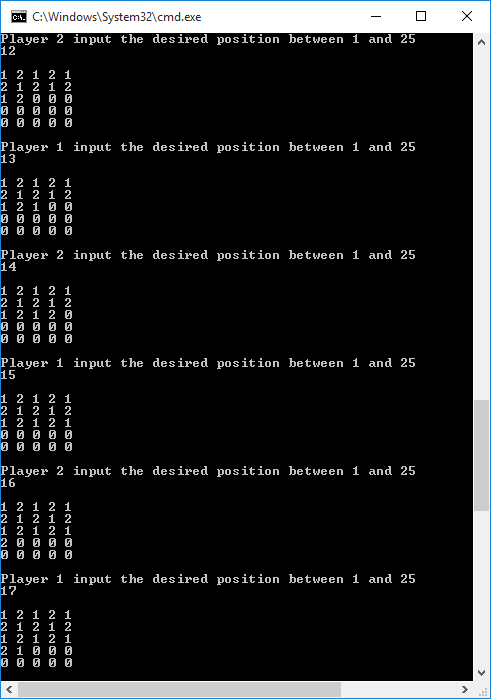 C:\Windows\System32\cmd.exe
Player 2 input the desired position between 1 and 25
12
1 2 1 2 1
2 1 2 1 2
1 2 0 0 0
0 0 0 0 0
0 0 0 0 0
Player 1 input the desired position between 1 and 25
13
1 2 1 2 1
2 1 2 1 2
1 2 1 0 0
0 0 0 0 0
0 0 0 0 0
Player 2 input the desired position between 1 and 25
14
1 2 1 2 1
2 1 2 1 2
1 2 1 2 0
0 0 0 0 0
0 0 0 0 0
Player 1 input the desired position between 1 and 25
15
1 2 1 2 1
2 1 2 1 2
1 2 1 2 1
0 0 0 0 0
0 0 0 0 0
Player 2 input the desired position between 1 and 25
16
1 2 1 2 1
2 1 2 1 2
1 2 1 2 1
2 0 0 0 0
0 0 0 0 0
Player 1 input the desired position between 1 and 25
17
1 2 1 2 1
2 1 2 1 2
1 2 1 2 1
2 1 0 0 0
0 0 0 0 0